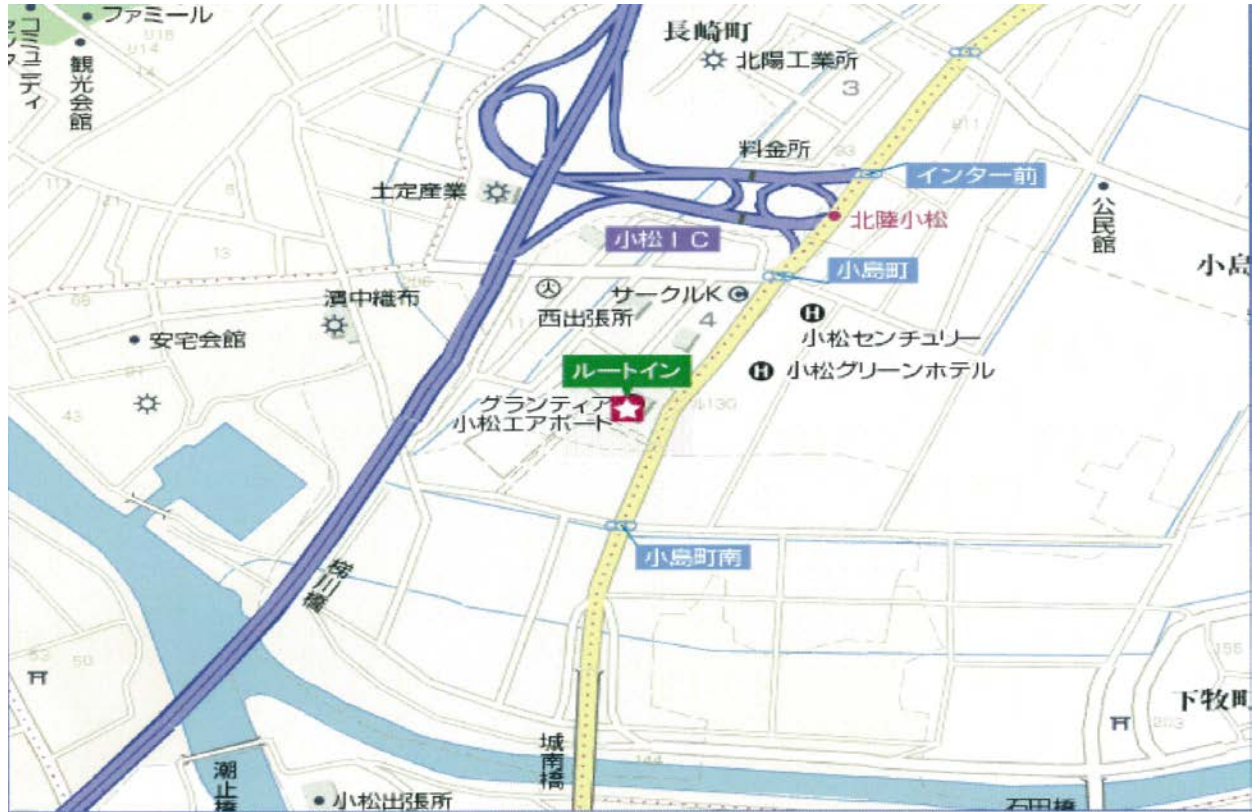 ファミール
コミュニティ
観光会館
長崎町
北陽工業所
3
料金所
インター前
土定産業
北陸小松
公民館
小松IC
小島町
小島
濱中織布
西出張所
サークルK
4
安宅会館
小松センチュリー
ルートイン
小松グリーンホテル
グランティア
小松エアポート
小島町南
梯川橋
下牧町
城南橋
潮止橋
小松出張所
石田橋